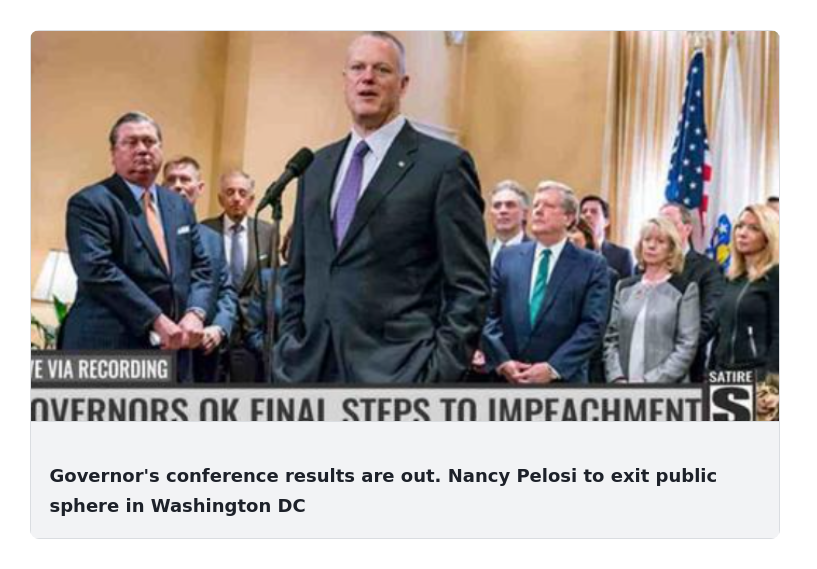 VE VIA RECORDING
SATIRE
S
OVERNORS OK FINAL STEPS TO IMPEACHMENT
Governor's conference results are out. Nancy Pelosi to exit public
sphere in Washington DC